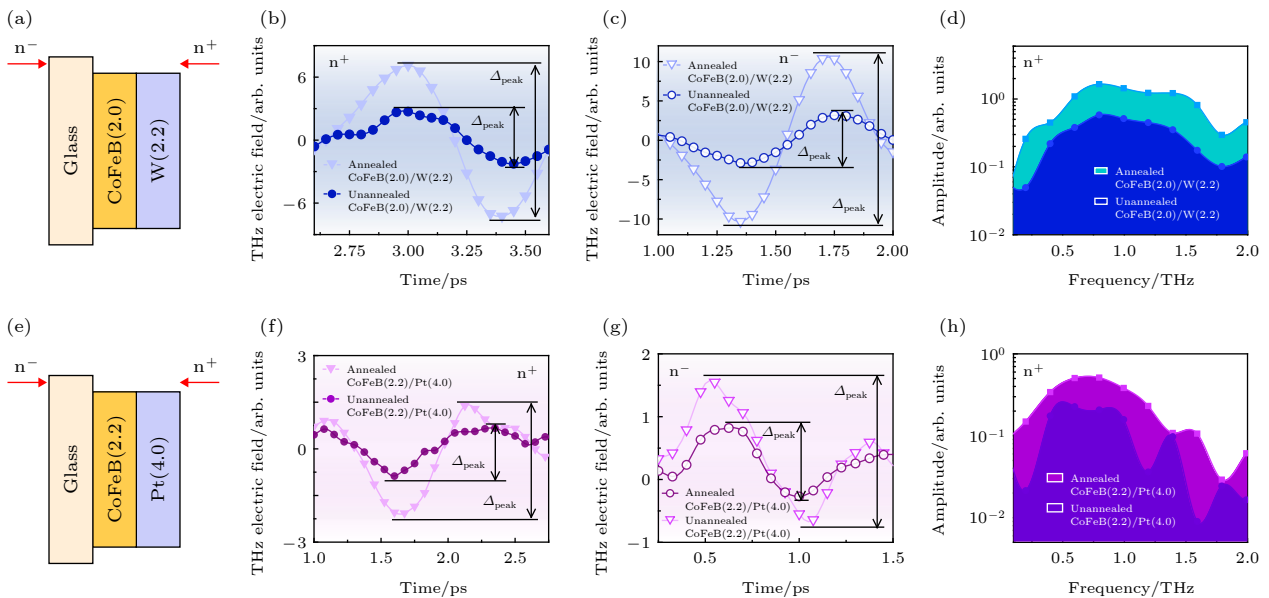 (a)
n⁻
n⁺
Glass
CoFeB(2.0)
W(2.2)
(b)
THz electric field/arb. units
6
2
-2
-6
n⁺
Δpeak
Δpeak
Annealed
CoFeB(2.0)/W(2.2)
Unannealed
CoFeB(2.0)/W(2.2)
2.75
3.00
3.25
3.50
Time/ps
(c)
THz electric field/arb. units
10
5
0
-5
-10
n⁻
Annealed
CoFeB(2.0)/W(2.2)
Unannealed
CoFeB(2.0)/W(2.2)
Δpeak
Δpeak
1.00
1.25
1.50
1.75
2.00
Time/ps
(d)
Amplitude/arb. units
10⁰
10⁻¹
10⁻²
n⁺
Annealed
CoFeB(2.0)/W(2.2)
Unannealed
CoFeB(2.0)/W(2.2)
0.5
1.0
1.5
2.0
Frequency/THz
(e)
n⁻
n⁺
Glass
CoFeB(2.2)
Pt(4.0)
(f)
THz electric field/arb. units
3
1
-1
-3
Annealed
CoFeB(2.2)/Pt(4.0)
Unannealed
CoFeB(2.2)/Pt(4.0)
n⁺
Δpeak
Δpeak
1.0
1.5
2.0
2.5
Time/ps
(g)
THz electric field/arb. units
2
1
0
-1
n⁻
Δpeak
Δpeak
Annealed
CoFeB(2.2)/Pt(4.0)
Unannealed
CoFeB(2.2)/Pt(4.0)
0.5
1.0
1.5
Time/ps
(h)
Amplitude/arb. units
10⁰
10⁻¹
10⁻²
n⁺
Annealed
CoFeB(2.2)/Pt(4.0)
Unannealed
CoFeB(2.2)/Pt(4.0)
0.5
1.0
1.5
2.0
Frequency/THz